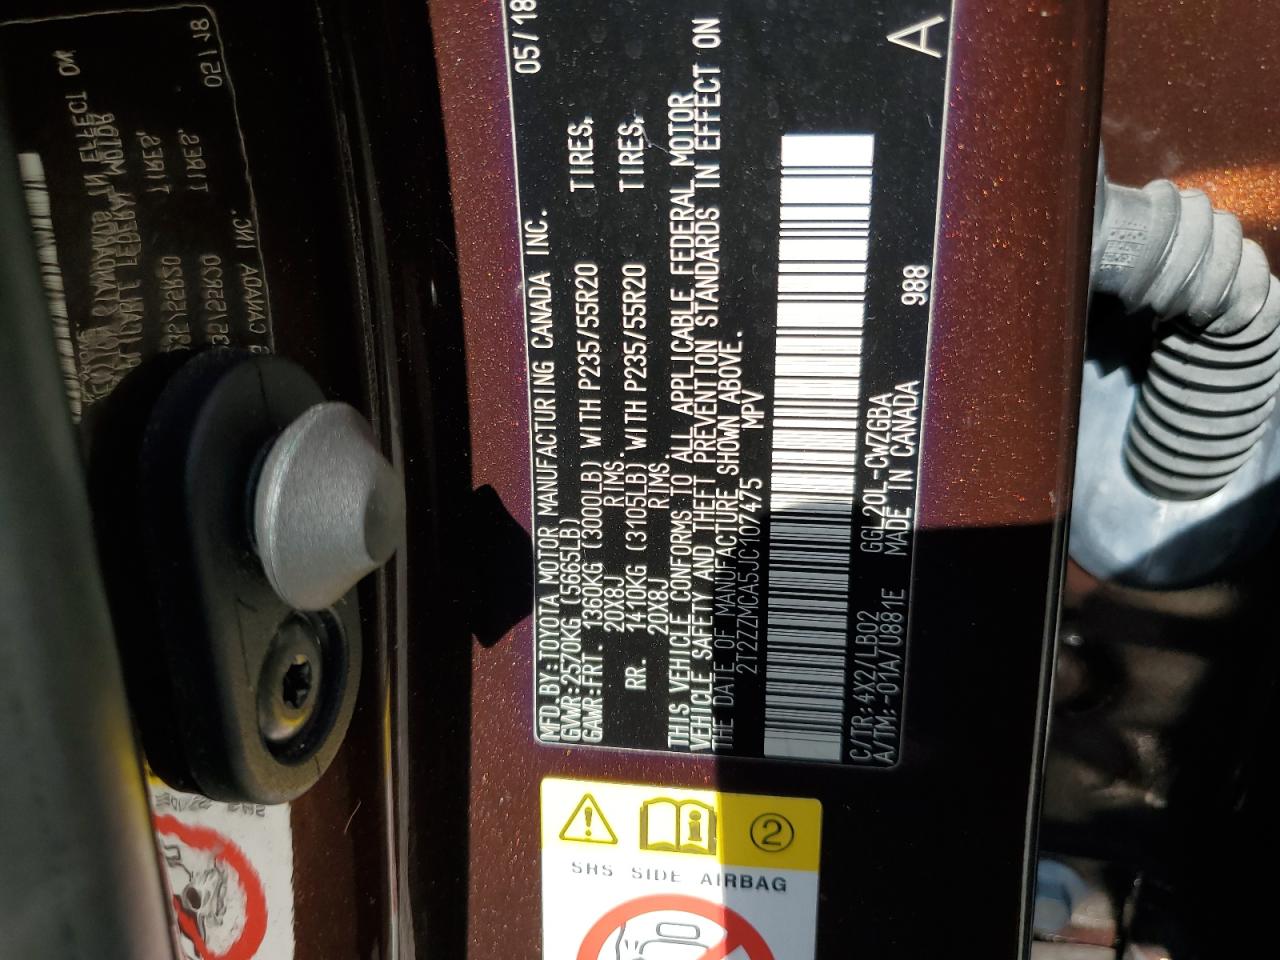 MFD.BY:TOYOTA MOTOR MANUFACTURING CANADA INC. 05/18
GVWR:2570KG (5665LB)
GAWR:FRT. 1360KG (3000LB) WITH P235/55R20 TIRES,
20X8J RIMS,
RR. 1410KG (3105LB) WITH P235/55R20 TIRES,
20X8J RIMS.
THIS VEHICLE CONFORMS TO ALL APPLICABLE FEDERAL MOTOR
VEHICLE SAFETY AND THEFT PREVENTION STANDARDS IN EFFECT ON
THE DATE OF MANUFACTURE SHOWN ABOVE.
2T2ZZMCA5JC107475 MPV
C/TR:4X2/LB02 GGL20L-CWZGBA 988 A
A/TM:-01A/U881E MADE IN CANADA
2
SRS SIDE AIRBAG